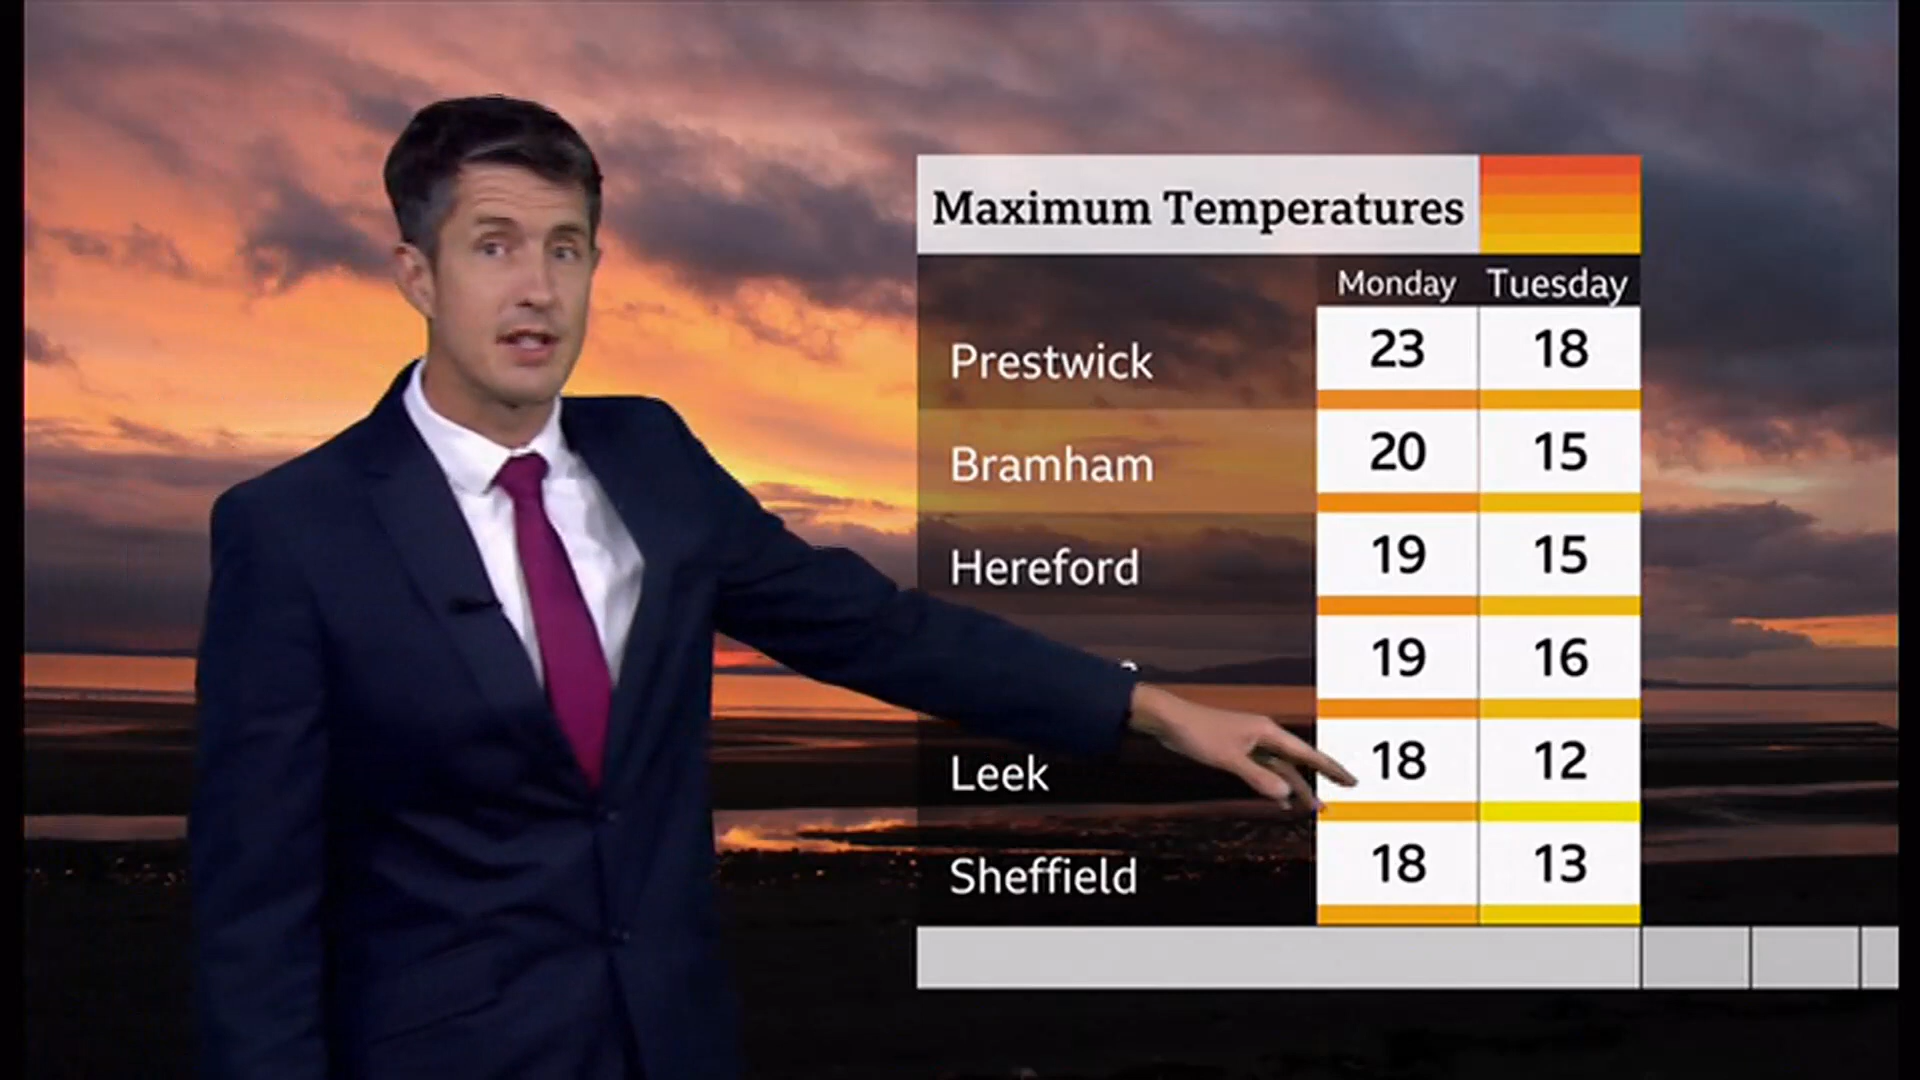 Maximum Temperatures
Monday Tuesday
Prestwick 23 18
Bramham 20 15
Hereford 19 15
19 16
Leek 18 12
Sheffield 18 13